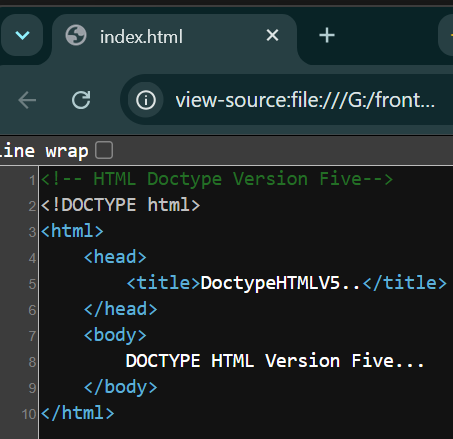 index.html
view-source:file:///G:/front...
ine wrap
1<!-- HTML Doctype Version Five-->
2<!DOCTYPE html>
3<html>
4    <head>
5        <title>DoctypeHTMLV5..</title>
6    </head>
7    <body>
8        DOCTYPE HTML Version Five...
9    </body>
10</html>